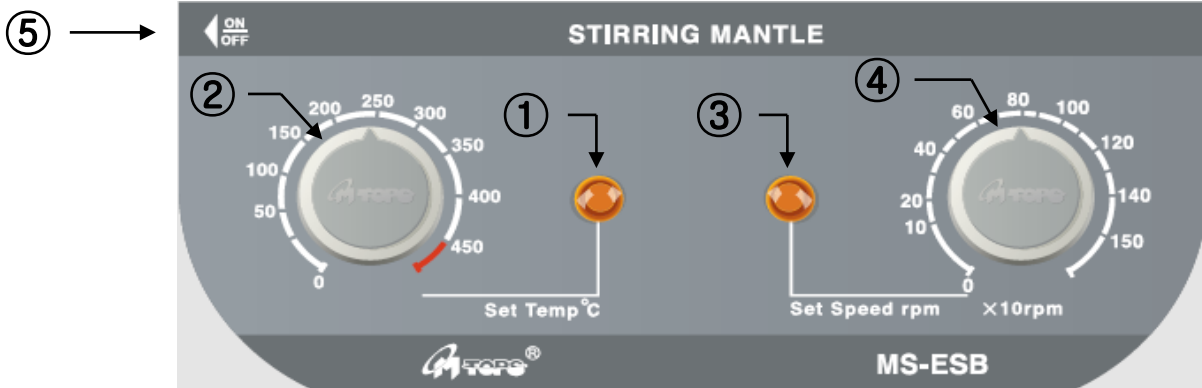 ⑤
ON
OFF
STIRRING MANTLE
②
①
③
④
0
50
100
150
200
250
300
350
400
450
0
10
20
40
60
80
100
120
140
150
M TOPS
M TOPS
Set Temp°C
Set Speed rpm ×10rpm
M TOPS®
MS-ESB